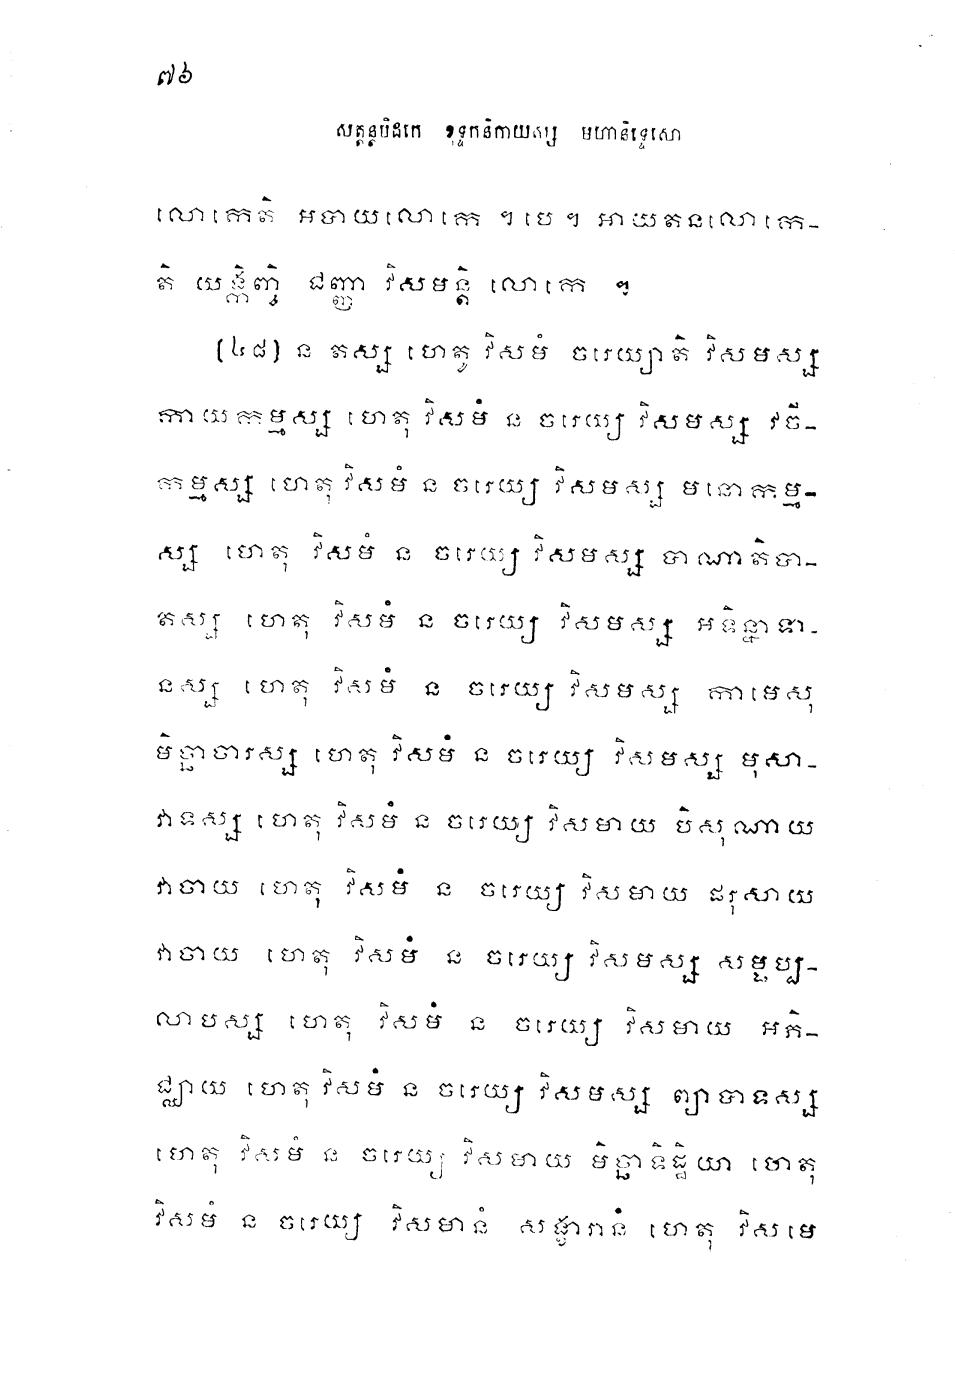 ៧៦
សុត្តន្តបិដកេ ខុទ្ទកនិកាយស្ស មហានិទ្ទេសោ
លោកេតិ អបាយលោកេ ។ បេ ។ អាយតនលោកេ-
តិ យង្កិញ្ចិ ជញ្ញា វិសមន្តិ លោកេ ៗ
(៤៨) ន តស្ស ហេតូ វិសមំ ចរេយ្យាតិ វិសមស្ស
កាយកម្មស្ស ហេតុ វិសមំ ន ចរេយ្យ វិសមស្ស វចី-
កម្មស្ស ហេតុ វិសមំ ន ចរេយ្យ វិសមស្ស មនោកម្ម-
ស្ស ហេតុ វិសមំ ន ចរេយ្យ វិសមស្ស បាណាតិបា-
តស្ស ហេតុ វិសមំ ន ចរេយ្យ វិសមស្ស អទិន្នាទា-
នស្ស ហេតុ វិសមំ ន ចរេយ្យ វិសមស្ស កាមេសុ
មិច្ឆាចារស្ស ហេតុ វិសមំ ន ចរេយ្យ វិសមស្ស មុសា-
វាទស្ស ហេតុ វិសមំ ន ចរេយ្យ វិសមាយ បិសុណាយ
វាចាយ ហេតុ វិសមំ ន ចរេយ្យ វិសមាយ ផរុសាយ
វាចាយ ហេតុ វិសមំ ន ចរេយ្យ វិសមស្ស សម្ផប្ប-
លាបស្ស ហេតុ វិសមំ ន ចរេយ្យ វិសមាយ អភិ-
ជ្ឈាយ ហេតុ វិសមំ ន ចរេយ្យ វិសមស្ស ព្យាបាទស្ស
ហេតុ វិសមំ ន ចរេយ្យ វិសមាយ មិច្ឆាទិដ្ឋិយា ហេតុ
វិសមំ ន ចរេយ្យ វិសមានំ សង្ខារានំ ហេតុ វិសមេ